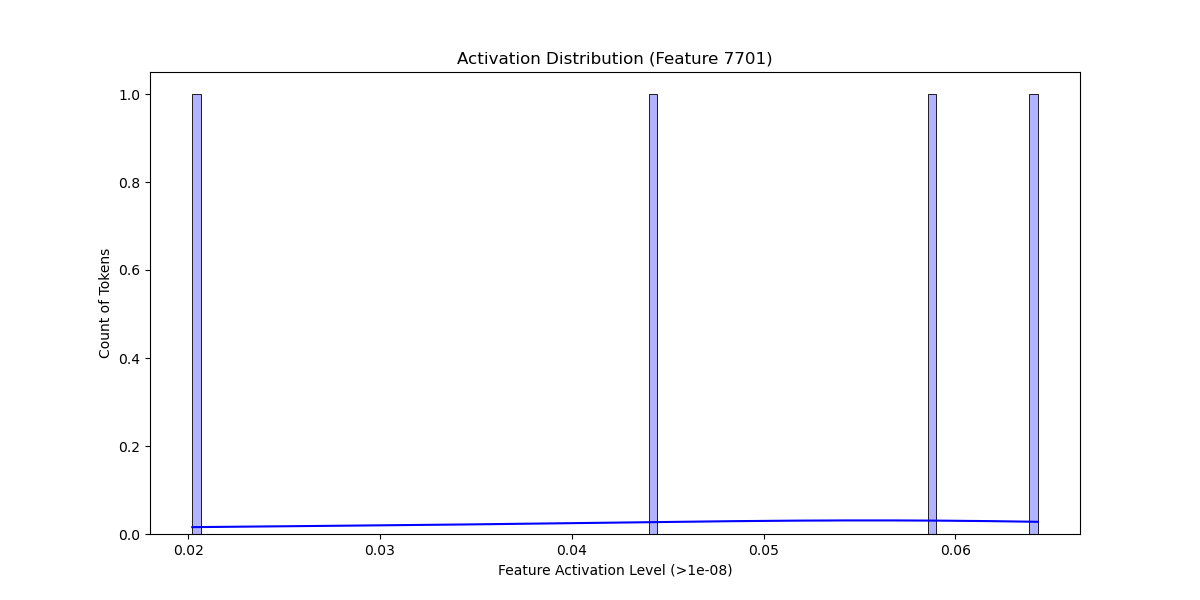 Activation Distribution (Feature 7701)
1.0
0.8
0.6
0.4
0.2
0.0
Count of Tokens
0.02 0.03 0.04 0.05 0.06
Feature Activation Level (>1e-08)